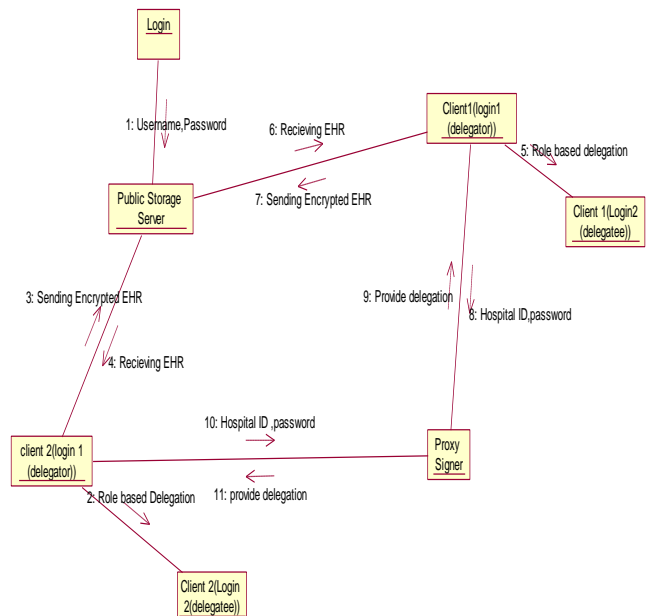 Login
1: Username,Password
Client1(login1
(delegator))
6: Recieving EHR
5: Role based delegation
7: Sending Encrypted EHR
Public Storage
Server
Client 1(Login2
(delegatee))
3: Sending Encrypted EHR
9: Provide delegation
8: Hospital ID,password
4: Recieving EHR
10: Hospital ID ,password
client 2(login 1
(delegator))
Proxy
Signer
2: Role based Delegation
11: provide delegation
Client 2(Login
2(delegatee))